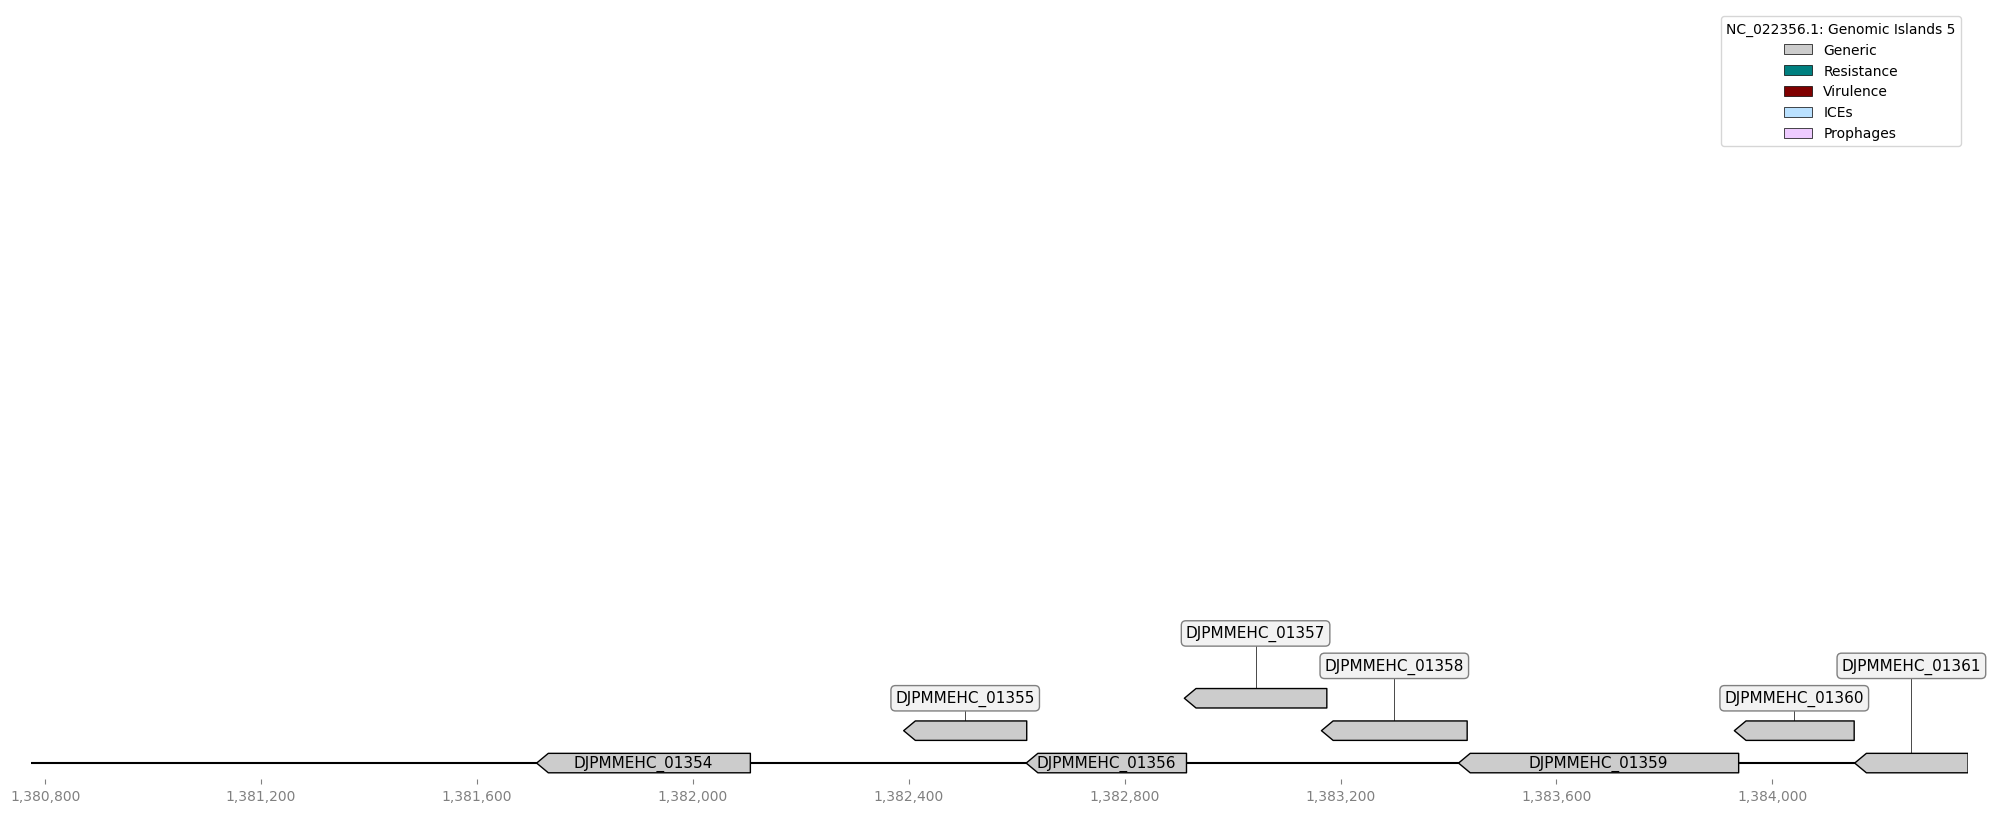 NC_022356.1: Genomic Islands 5
Generic
Resistance
Virulence
ICEs
Prophages
DJPMMEHC_01357
DJPMMEHC_01358
DJPMMEHC_01361
DJPMMEHC_01355
DJPMMEHC_01360
DJPMMEHC_01354
DJPMMEHC_01356
DJPMMEHC_01359
1,380,800
1,381,200
1,381,600
1,382,000
1,382,400
1,382,800
1,383,200
1,383,600
1,384,000